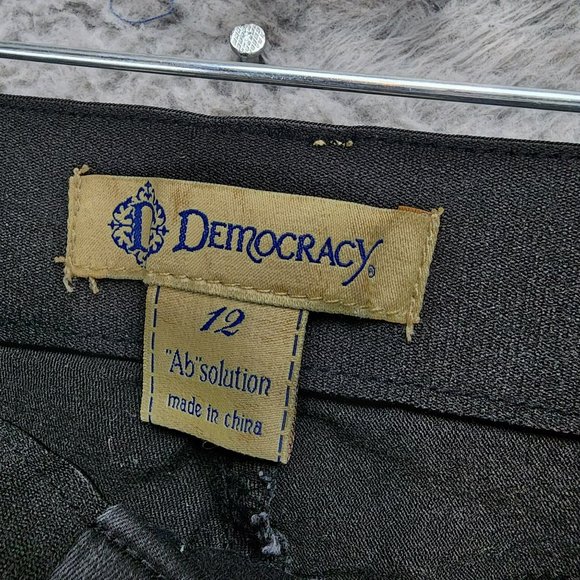 D DEMOCRACY®
12
"Ab"solution
made in china